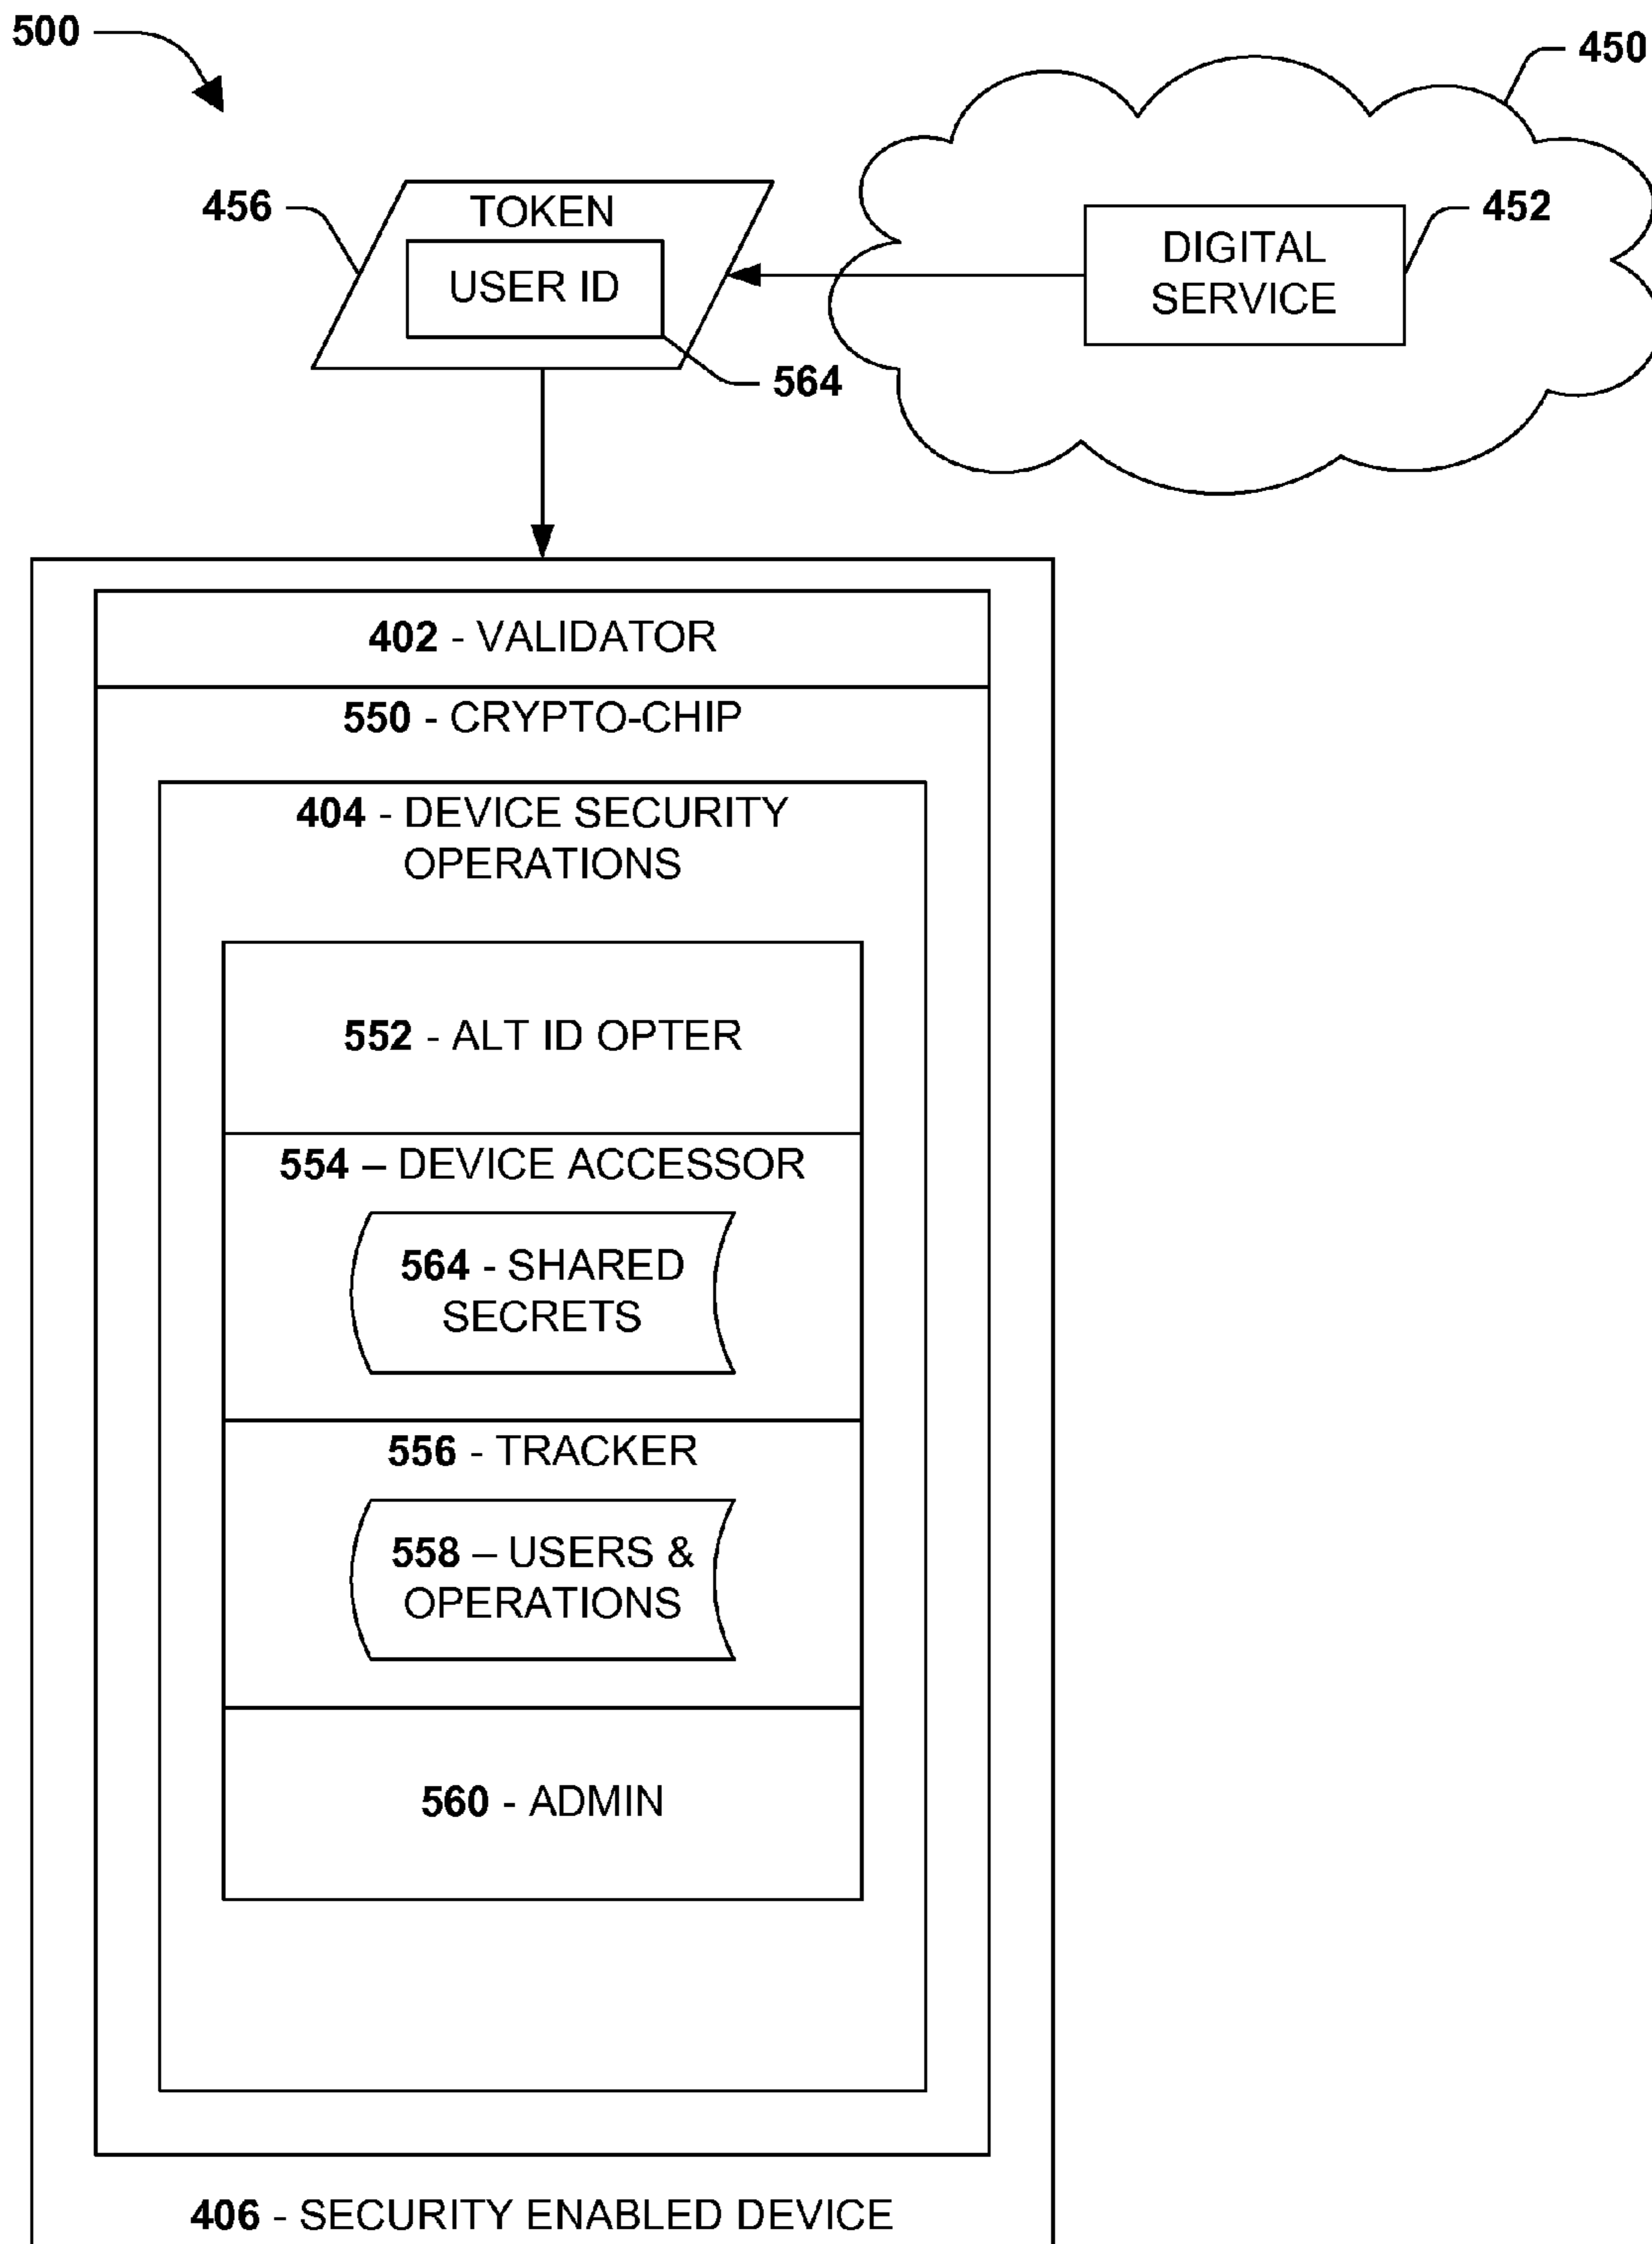 500
450
456
TOKEN
USER ID
564
DIGITAL
SERVICE
452
402 - VALIDATOR
550 - CRYPTO-CHIP
404 - DEVICE SECURITY
OPERATIONS
552 - ALT ID OPTER
554 – DEVICE ACCESSOR
564 - SHARED
SECRETS
556 - TRACKER
558 – USERS &
OPERATIONS
560 - ADMIN
406 - SECURITY ENABLED DEVICE